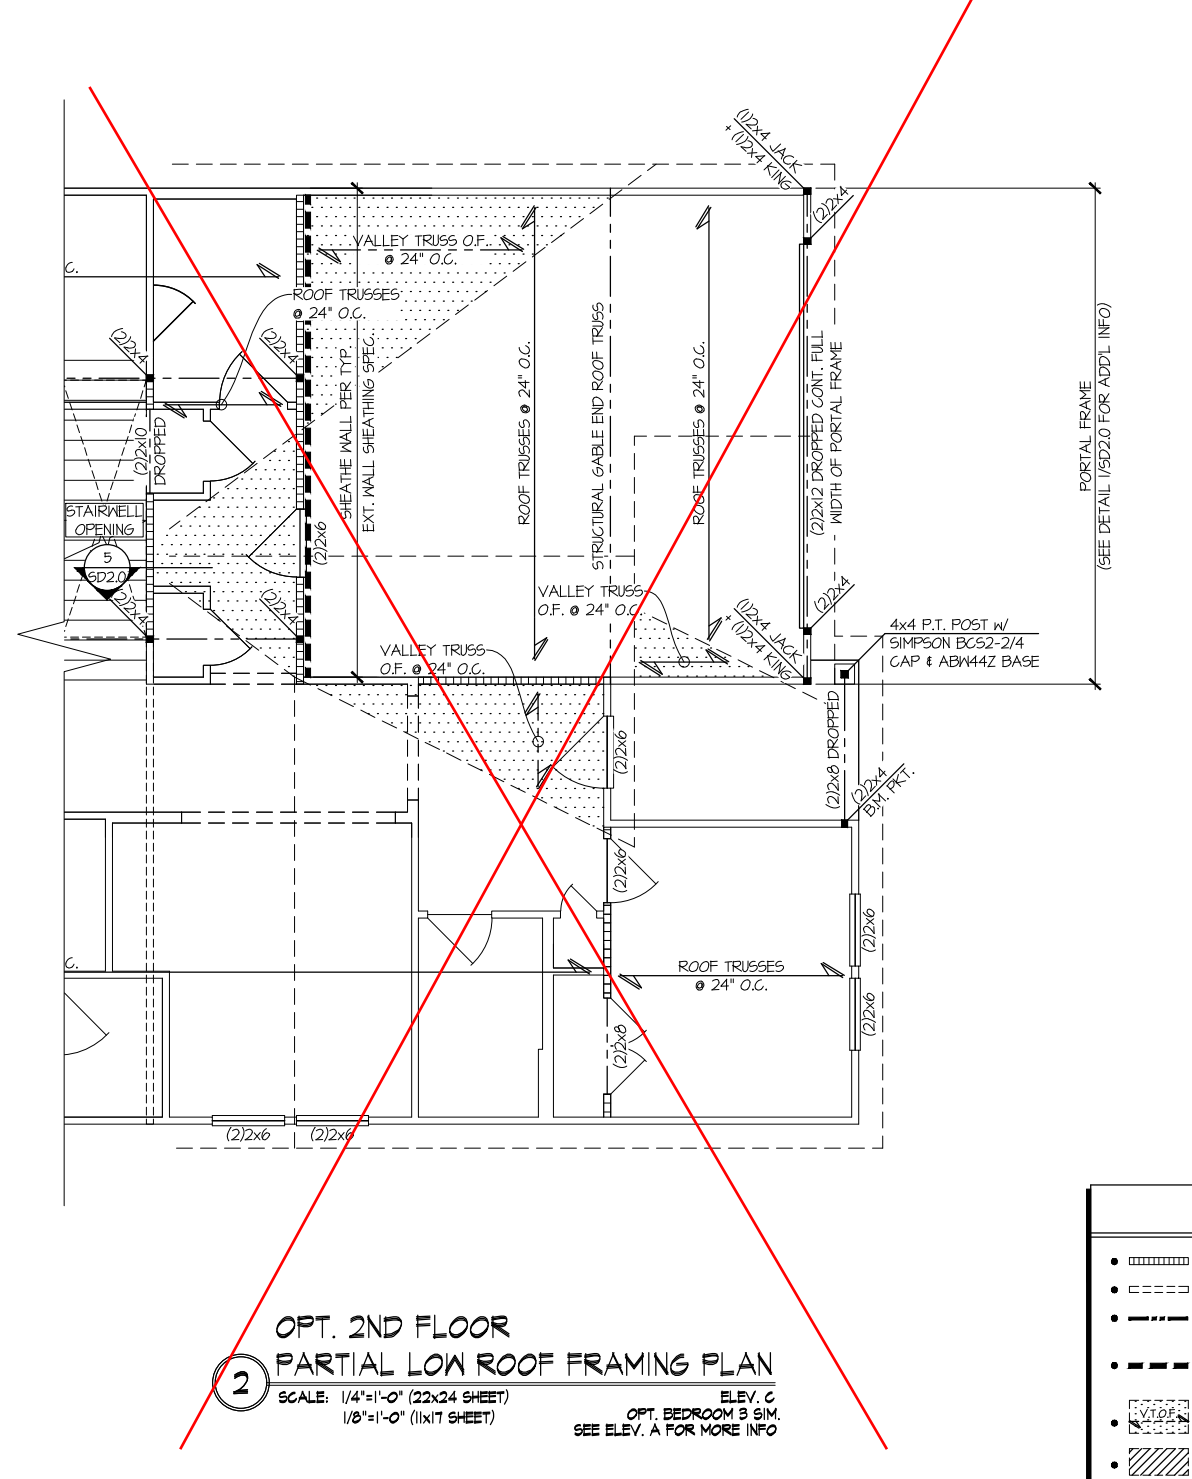 (1)2x4 JACK
+ (1)2x4 KING
(2)2x4
VALLEY TRUSS O.F.
@ 24" O.C.
C.
ROOF TRUSSES
@ 24" O.C.
(2)2x4
(2)2x4
SHEATHE WALL PER TYP.
EXT. WALL SHEATHING SPEC.
ROOF TRUSSES @ 24" O.C.
STRUCTURAL GABLE END ROOF TRUSS
ROOF TRUSSES @ 24" O.C.
(2)2x12 DROPPED CONT. FULL
WIDTH OF PORTAL FRAME
PORTAL FRAME
(SEE DETAIL 1/SD2.0 FOR ADD'L INFO)
(2)2x10
DROPPED
STAIRWELL
OPENING
5
SD2.0
(2)2x6
(2)2x4
(2)2x4
VALLEY TRUSS
O.F. @ 24" O.C.
(1)2x4 JACK
+ (1)2x4 KING
(2)2x4
4x4 P.T. POST W/
SIMPSON BCS2-2/4
CAP & ABW44Z BASE
VALLEY TRUSS
O.F. @ 24" O.C.
(2)2x6
(2)2x8 DROPPED
(2)2x4
BM. PKT.
(2)2x6
(2)2x6
C.
ROOF TRUSSES
@ 24" O.C.
(2)2x6
(2)2x8
(2)2x6
(2)2x6
OPT. 2ND FLOOR
2
PARTIAL LOW ROOF FRAMING PLAN
SCALE: 1/4"=1'-0" (22x24 SHEET)
1/8"=1'-0" (11x17 SHEET)
ELEV. C
OPT. BEDROOM 3 SIM.
SEE ELEV. A FOR MORE INFO
V.T.O.F.